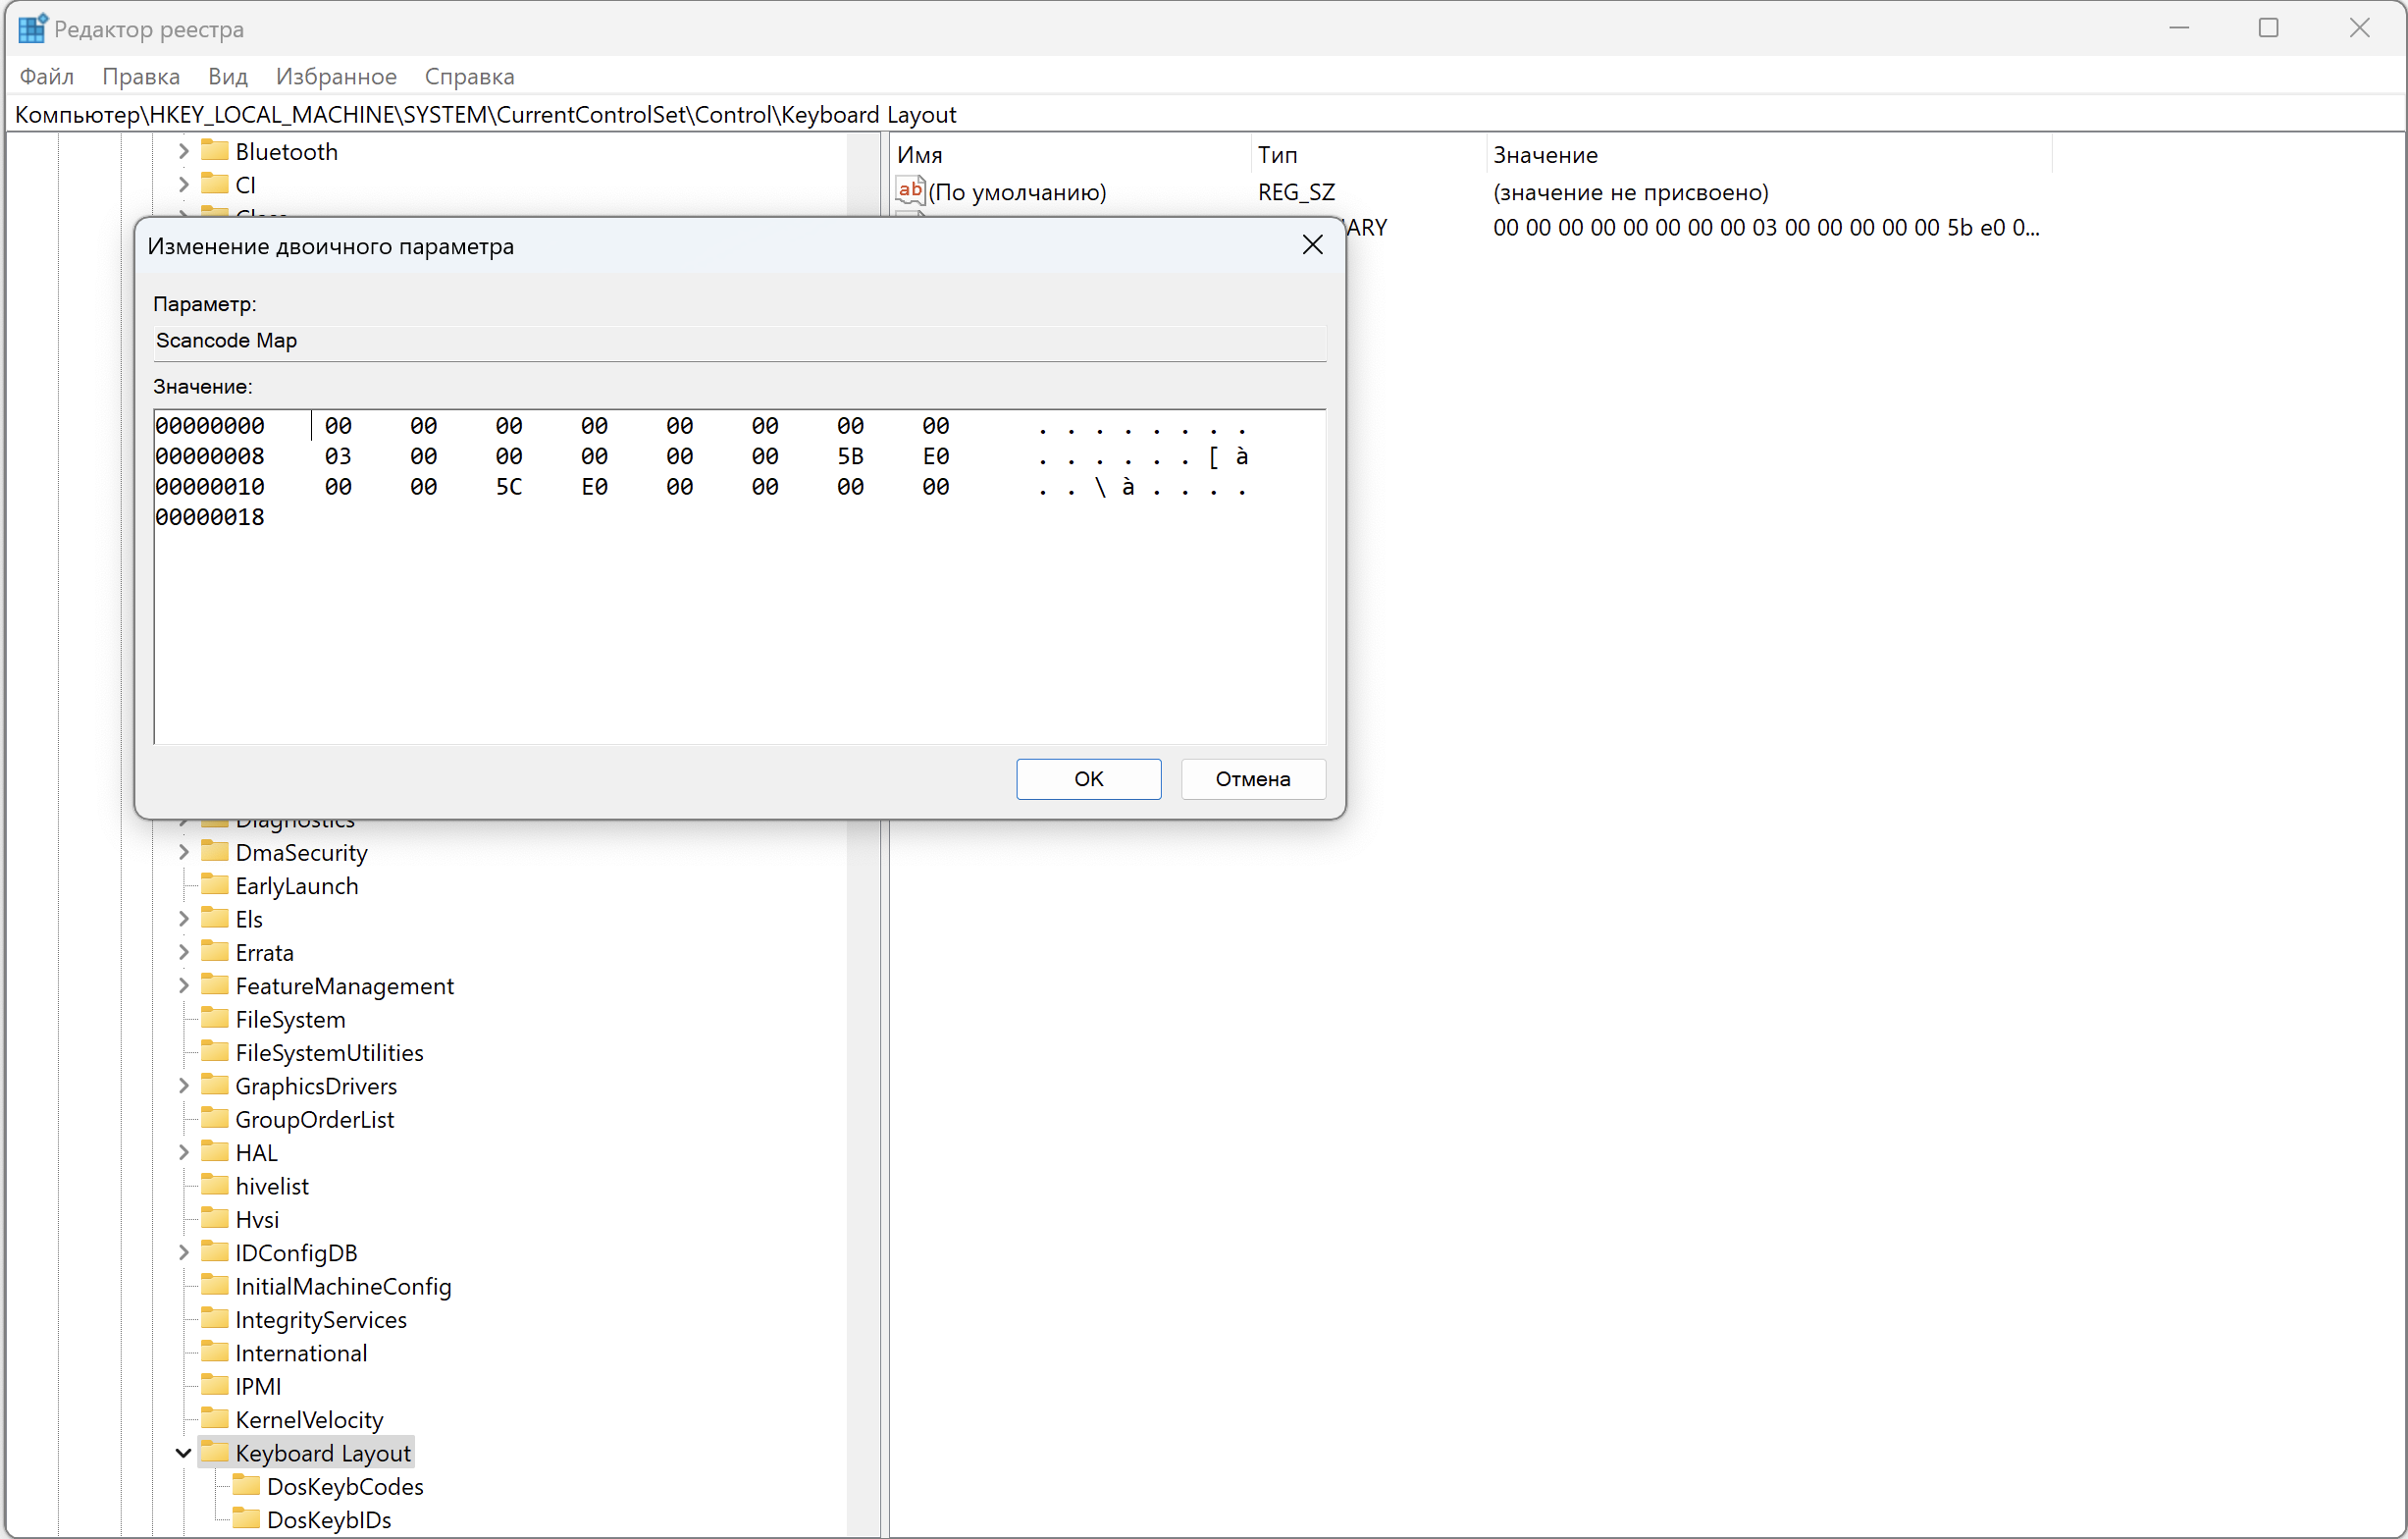 Редактор реестра
Файл Правка Вид Избранное Справка
Компьютер\HKEY_LOCAL_MACHINE\SYSTEM\CurrentControlSet\Control\Keyboard Layout
Bluetooth
CI
Имя Тип Значение
ab (По умолчанию) REG_SZ (значение не присвоено)
ARY 00 00 00 00 00 00 00 00 03 00 00 00 00 00 5b e0 0...
Изменение двоичного параметра
Параметр:
Scancode Map
Значение:
00000000 00 00 00 00 00 00 00 00 . . . . . . . .
00000008 03 00 00 00 00 00 5B E0 . . . . . . [ à
00000010 00 00 5C E0 00 00 00 00 . . \ à . . . .
00000018
OK Отмена
Diagnostics
DmaSecurity
EarlyLaunch
Els
Errata
FeatureManagement
FileSystem
FileSystemUtilities
GraphicsDrivers
GroupOrderList
HAL
hivelist
Hvsi
IDConfigDB
InitialMachineConfig
IntegrityServices
International
IPMI
KernelVelocity
Keyboard Layout
DosKeybCodes
DosKeybIDs